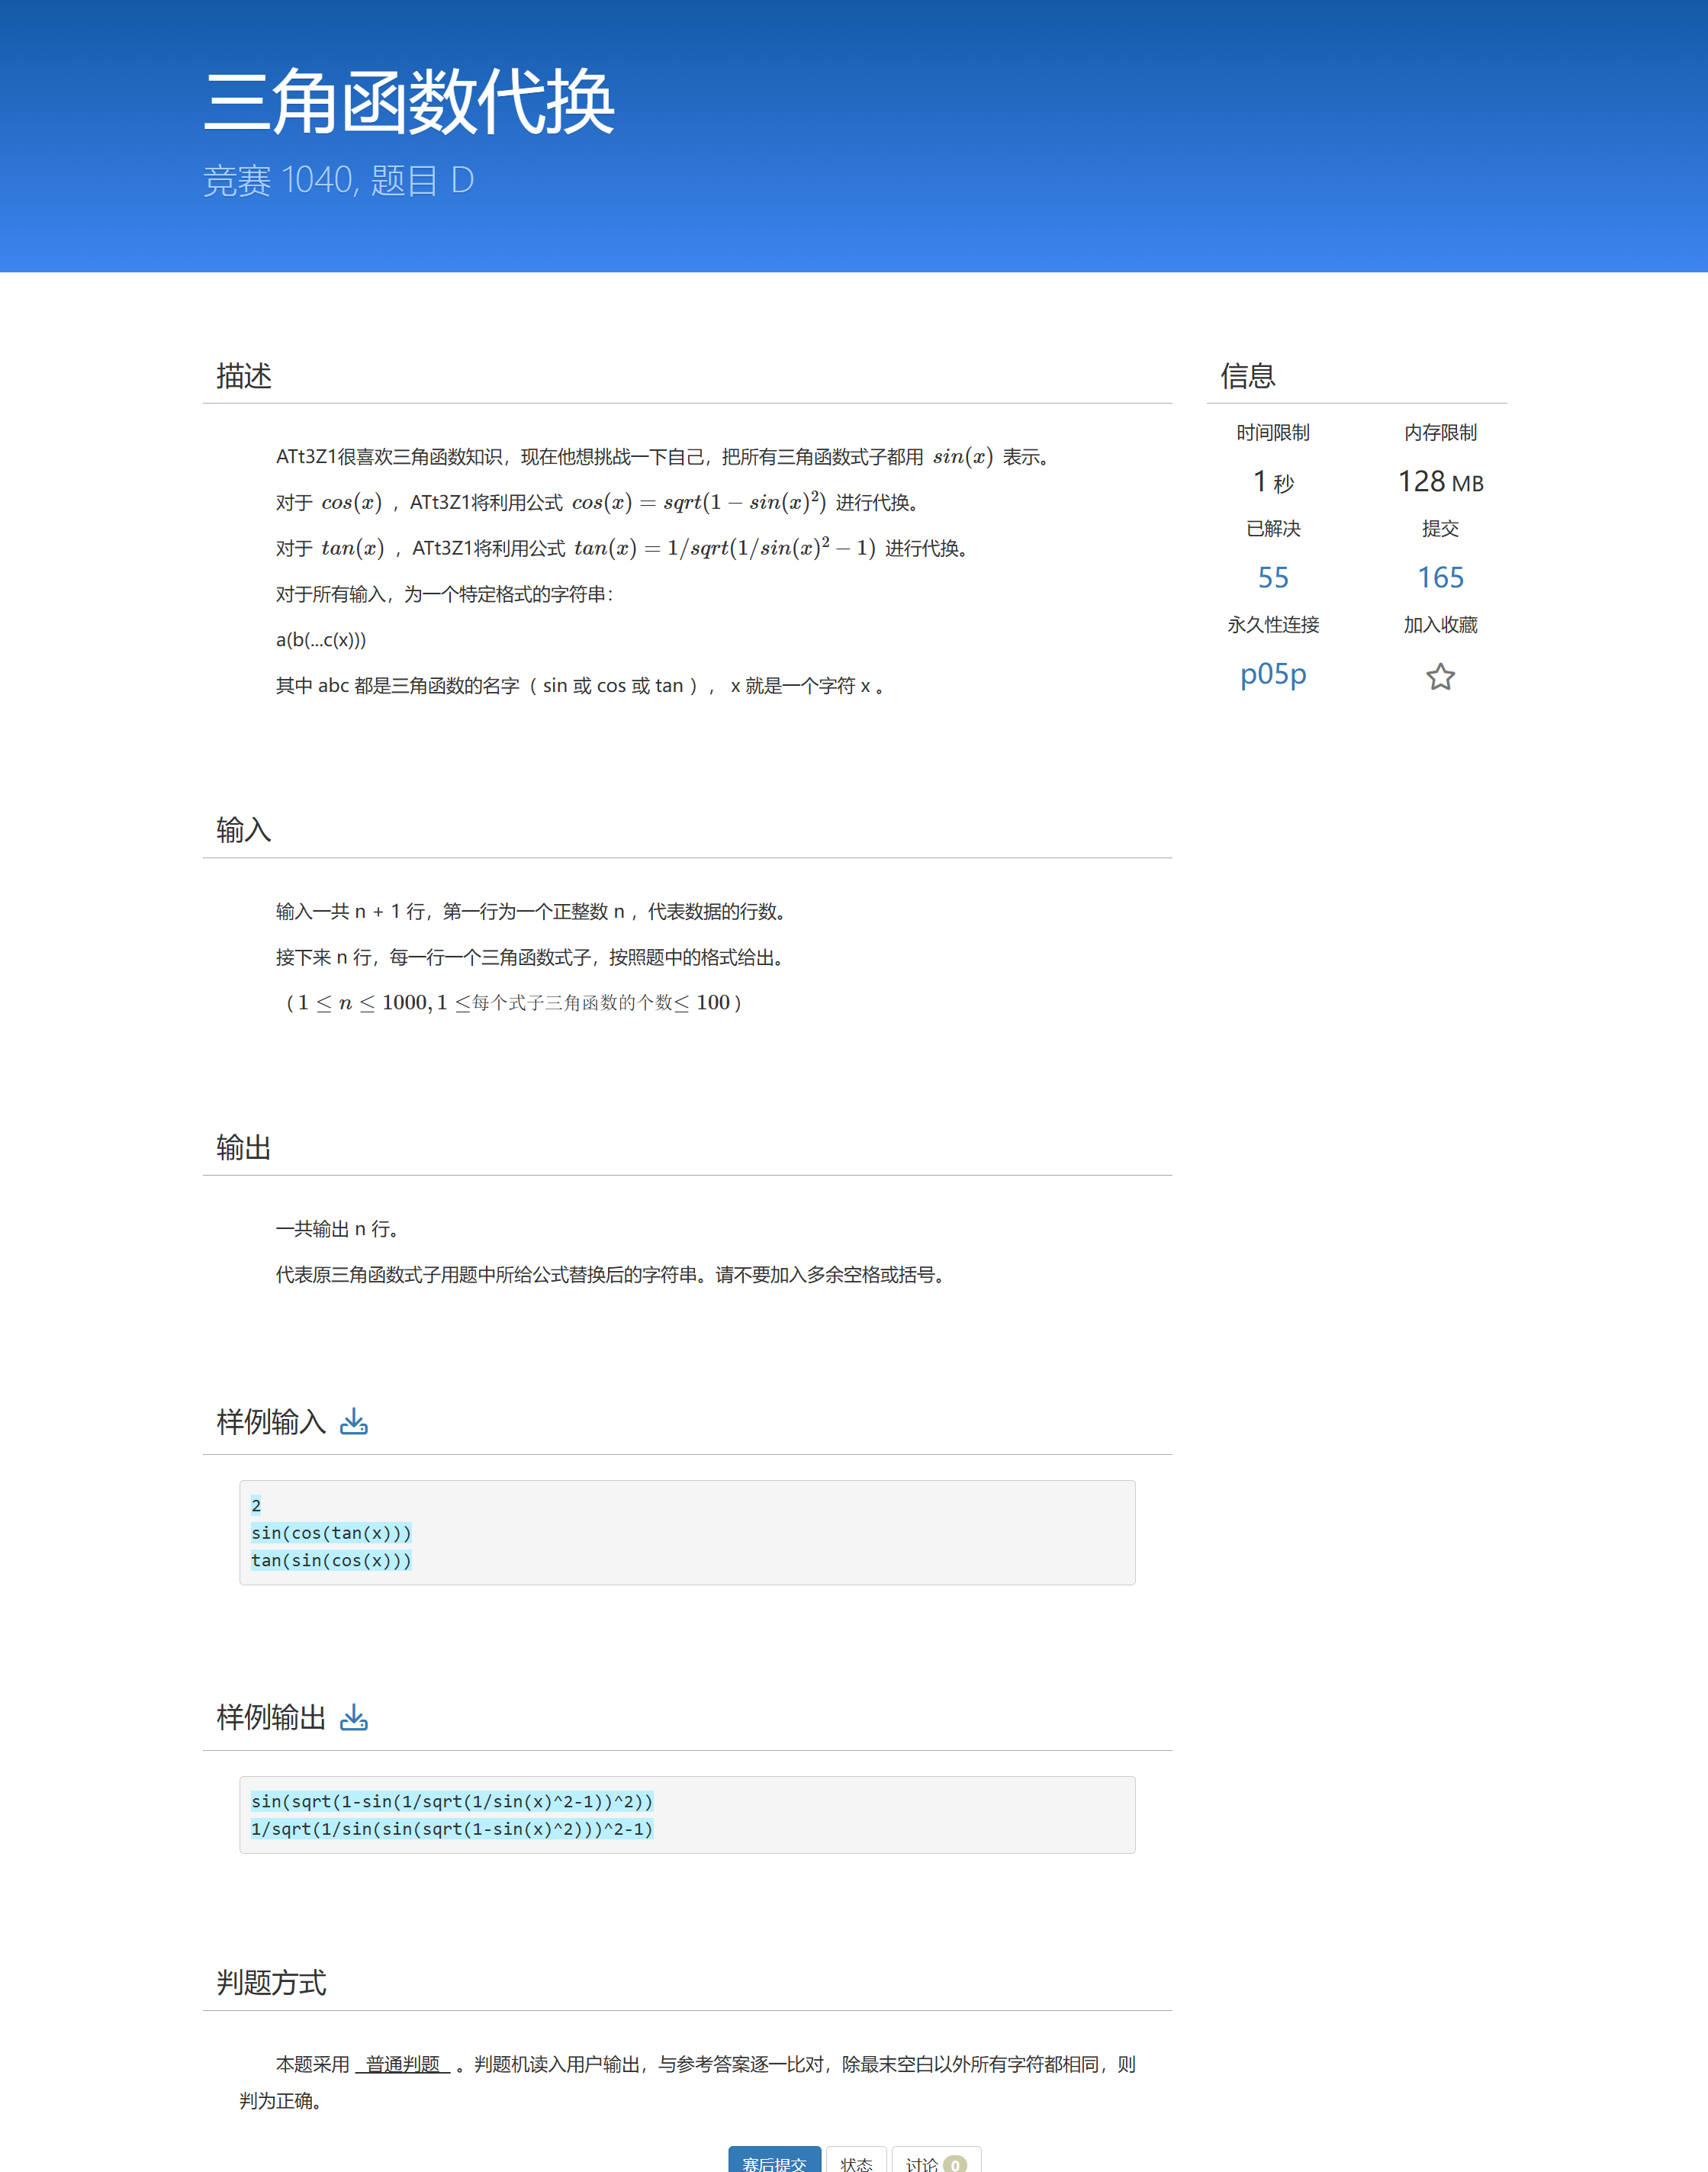 三角函数代换
竞赛 1040, 题目 D
描述
ATt3Z1很喜欢三角函数知识，现在他想挑战一下自己，把所有三角函数式子都用 sin(x) 表示。
对于 cos(x) ，ATt3Z1将利用公式 cos(x) = sqrt(1 − sin(x)²) 进行代换。
对于 tan(x) ，ATt3Z1将利用公式 tan(x) = 1/sqrt(1/sin(x)² − 1) 进行代换。
对于所有输入，为一个特定格式的字符串：
a(b(...c(x)))
其中 abc 都是三角函数的名字（ sin 或 cos 或 tan ）， x 就是一个字符 x 。
信息
时间限制 内存限制
1 秒 128 MB
已解决 提交
55 165
永久性连接 加入收藏
p05p
输入
输入一共 n + 1 行，第一行为一个正整数 n ，代表数据的行数。
接下来 n 行，每一行一个三角函数式子，按照题中的格式给出。
（ 1 ≤ n ≤ 1000, 1 ≤每个式子三角函数的个数≤ 100 ）
输出
一共输出 n 行。
代表原三角函数式子用题中所给公式替换后的字符串。请不要加入多余空格或括号。
样例输入
2
sin(cos(tan(x)))
tan(sin(cos(x)))
样例输出
sin(sqrt(1-sin(1/sqrt(1/sin(x)^2-1))^2))
1/sqrt(1/sin(sin(sqrt(1-sin(x)^2)))^2-1)
判题方式
本题采用 普通判题 。判题机读入用户输出，与参考答案逐一比对，除最末空白以外所有字符都相同，则
判为正确。
赛后提交 状态 讨论 0